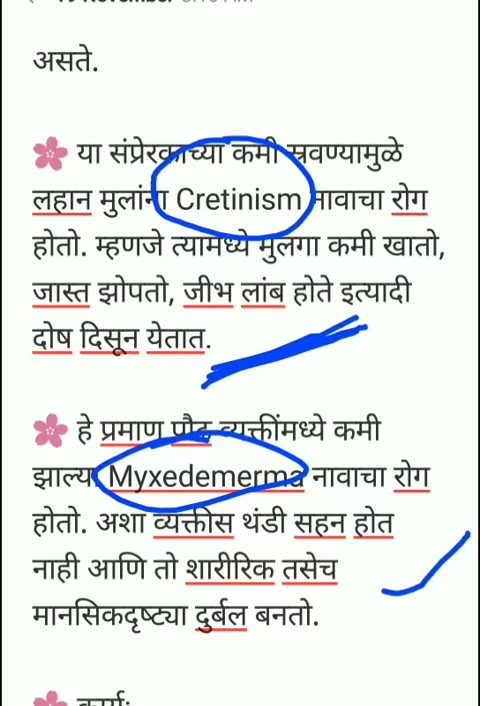 असते.
🌸 या संप्रेरकाच्या कमी स्रवण्यामुळे
लहान मुलांना Cretinism नावाचा रोग
होतो. म्हणजे त्यामध्ये मुलगा कमी खातो,
जास्त झोपतो, जीभ लांब होते इत्यादी
दोष दिसून येतात.
🌸 हे प्रमाण प्रौढ व्यक्तींमध्ये कमी
झाल्या Myxedemerma नावाचा रोग
होतो. अशा व्यक्तीस थंडी सहन होत
नाही आणि तो शारीरिक तसेच
मानसिकदृष्ट्या दुर्बल बनतो.